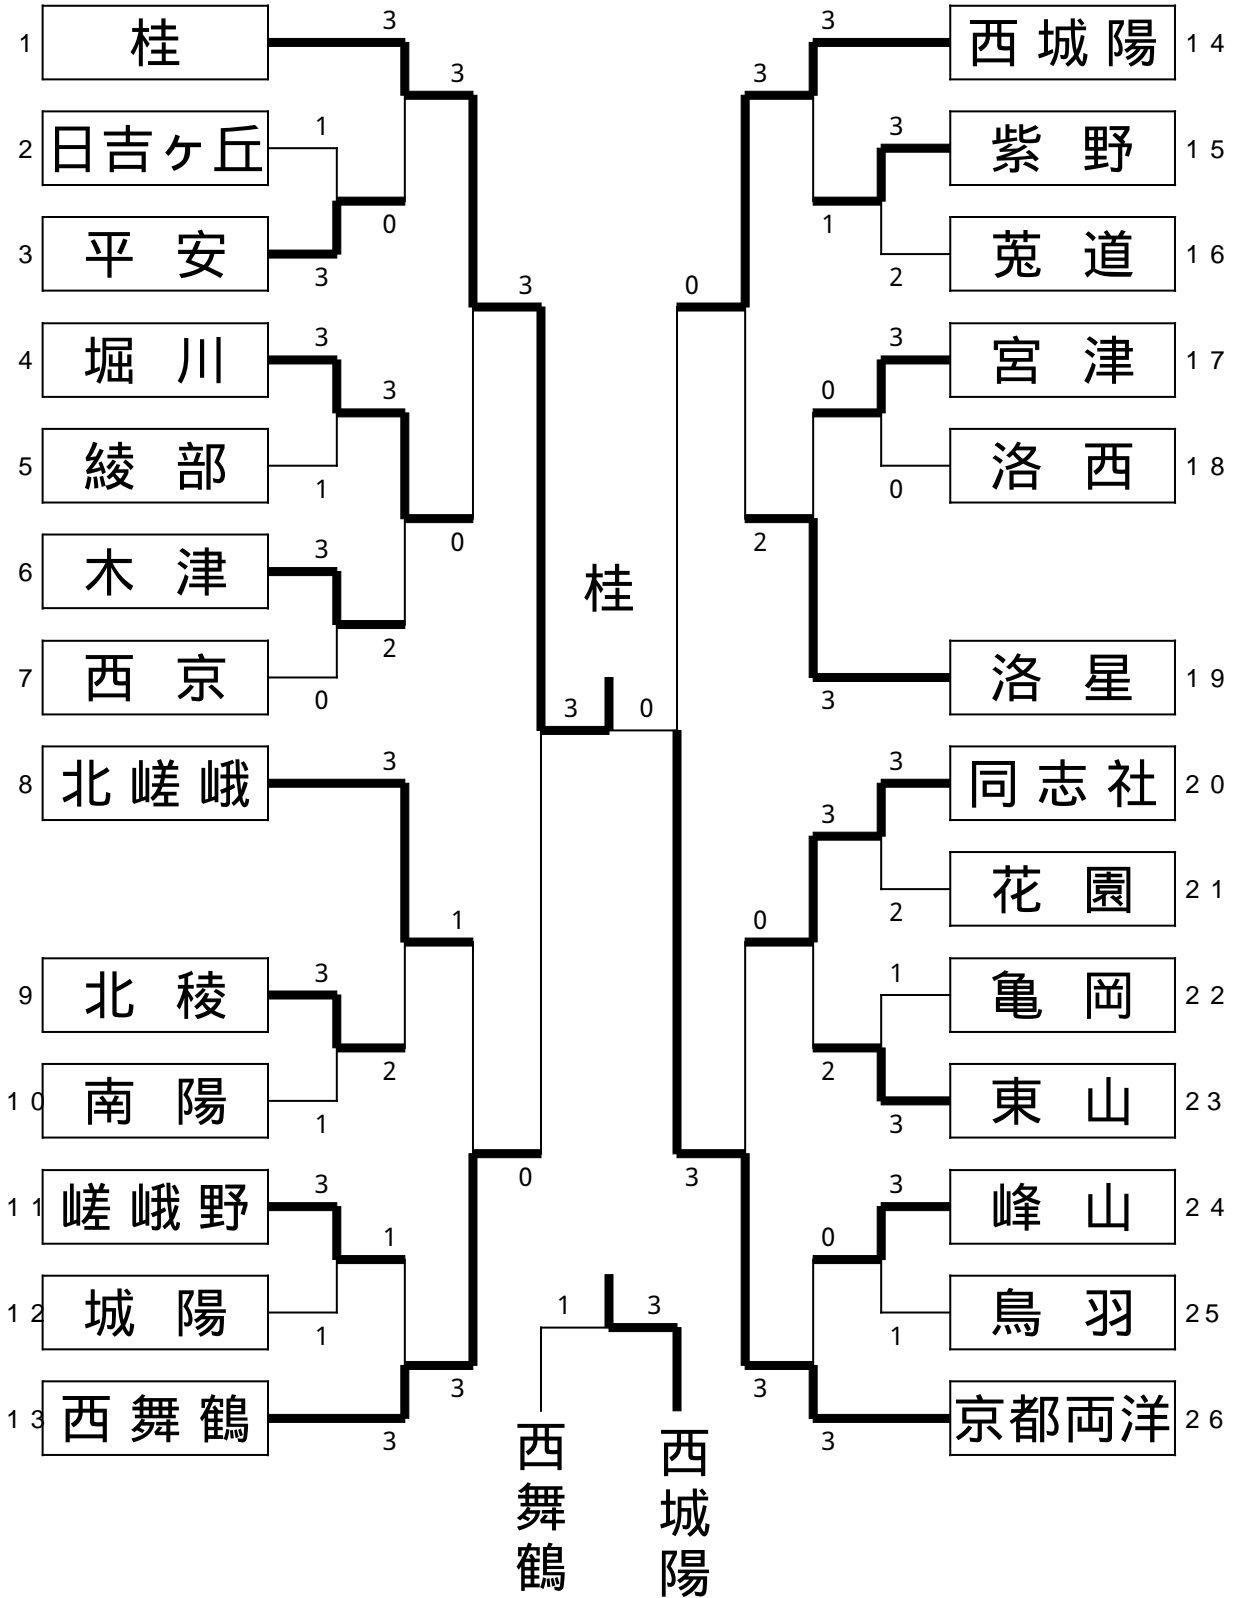 3 3
1 桂 西城陽 14
3 3
1 3
2 日吉ヶ丘 紫野 15
0 1
3 平安 莵道 16
3 2
3 0
3 3
4 堀川 宮津 17
3 0
5 綾部 洛西 18
1 0
0 2
3
6 木津
桂
2
7 西京 洛星 19
0 3
3 0
3 3
8 北嵯峨 同志社 20
3
花園 21
1 2 0
3 1
9 北稜 亀岡 22
2 2
10 南陽 東山 23
1 3
0 3
3 3
11 嵯峨野 峰山 24
1 0
12 城陽 鳥羽 25
1 3
1 1
3 3
13 西舞鶴 京都両洋 26
3 3
西舞鶴
西城陽